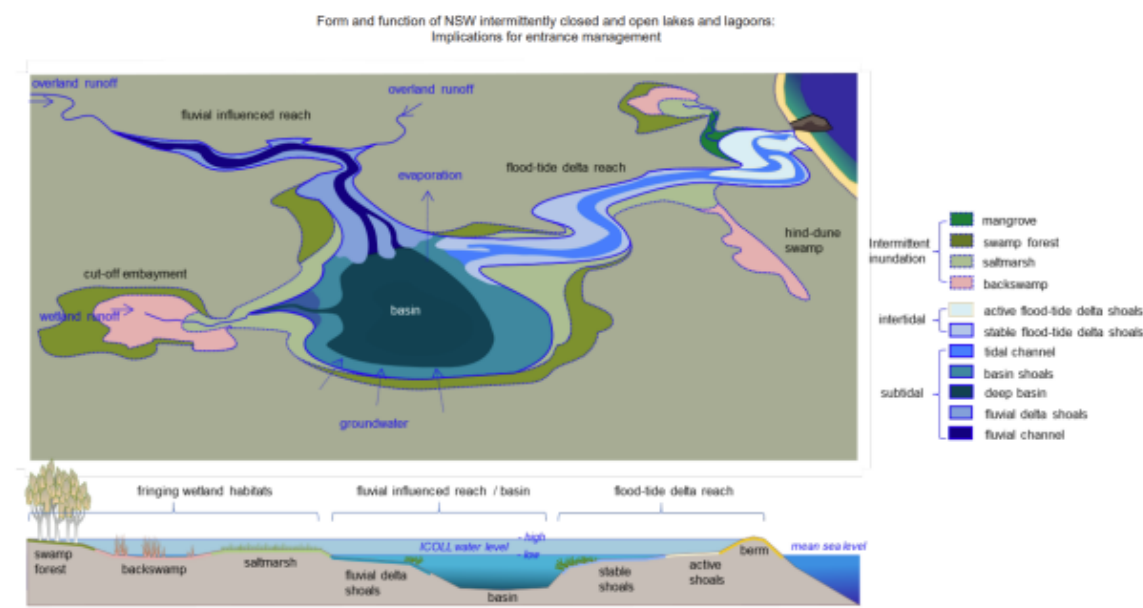 Form and function of NSW intermittently closed and open lakes and lagoons:
Implications for entrance management
overland runoff
overland runoff
fluvial influenced reach
evaporation
flood-tide delta reach
hind-dune
swamp
cut-off embayment
wetland runoff
basin
groundwater
Intermittent
inundation
mangrove
swamp forest
saltmarsh
backswamp
intertidal
active flood-tide delta shoals
stable flood-tide delta shoals
subtidal
tidal channel
basin shoals
deep basin
fluvial delta shoals
fluvial channel
fringing wetland habitats
fluvial influenced reach / basin
flood-tide delta reach
- high
ICOLL water level
- low
mean sea level
swamp
forest
backswamp
saltmarsh
fluvial delta
shoals
basin
stable
shoals
active
shoals
berm